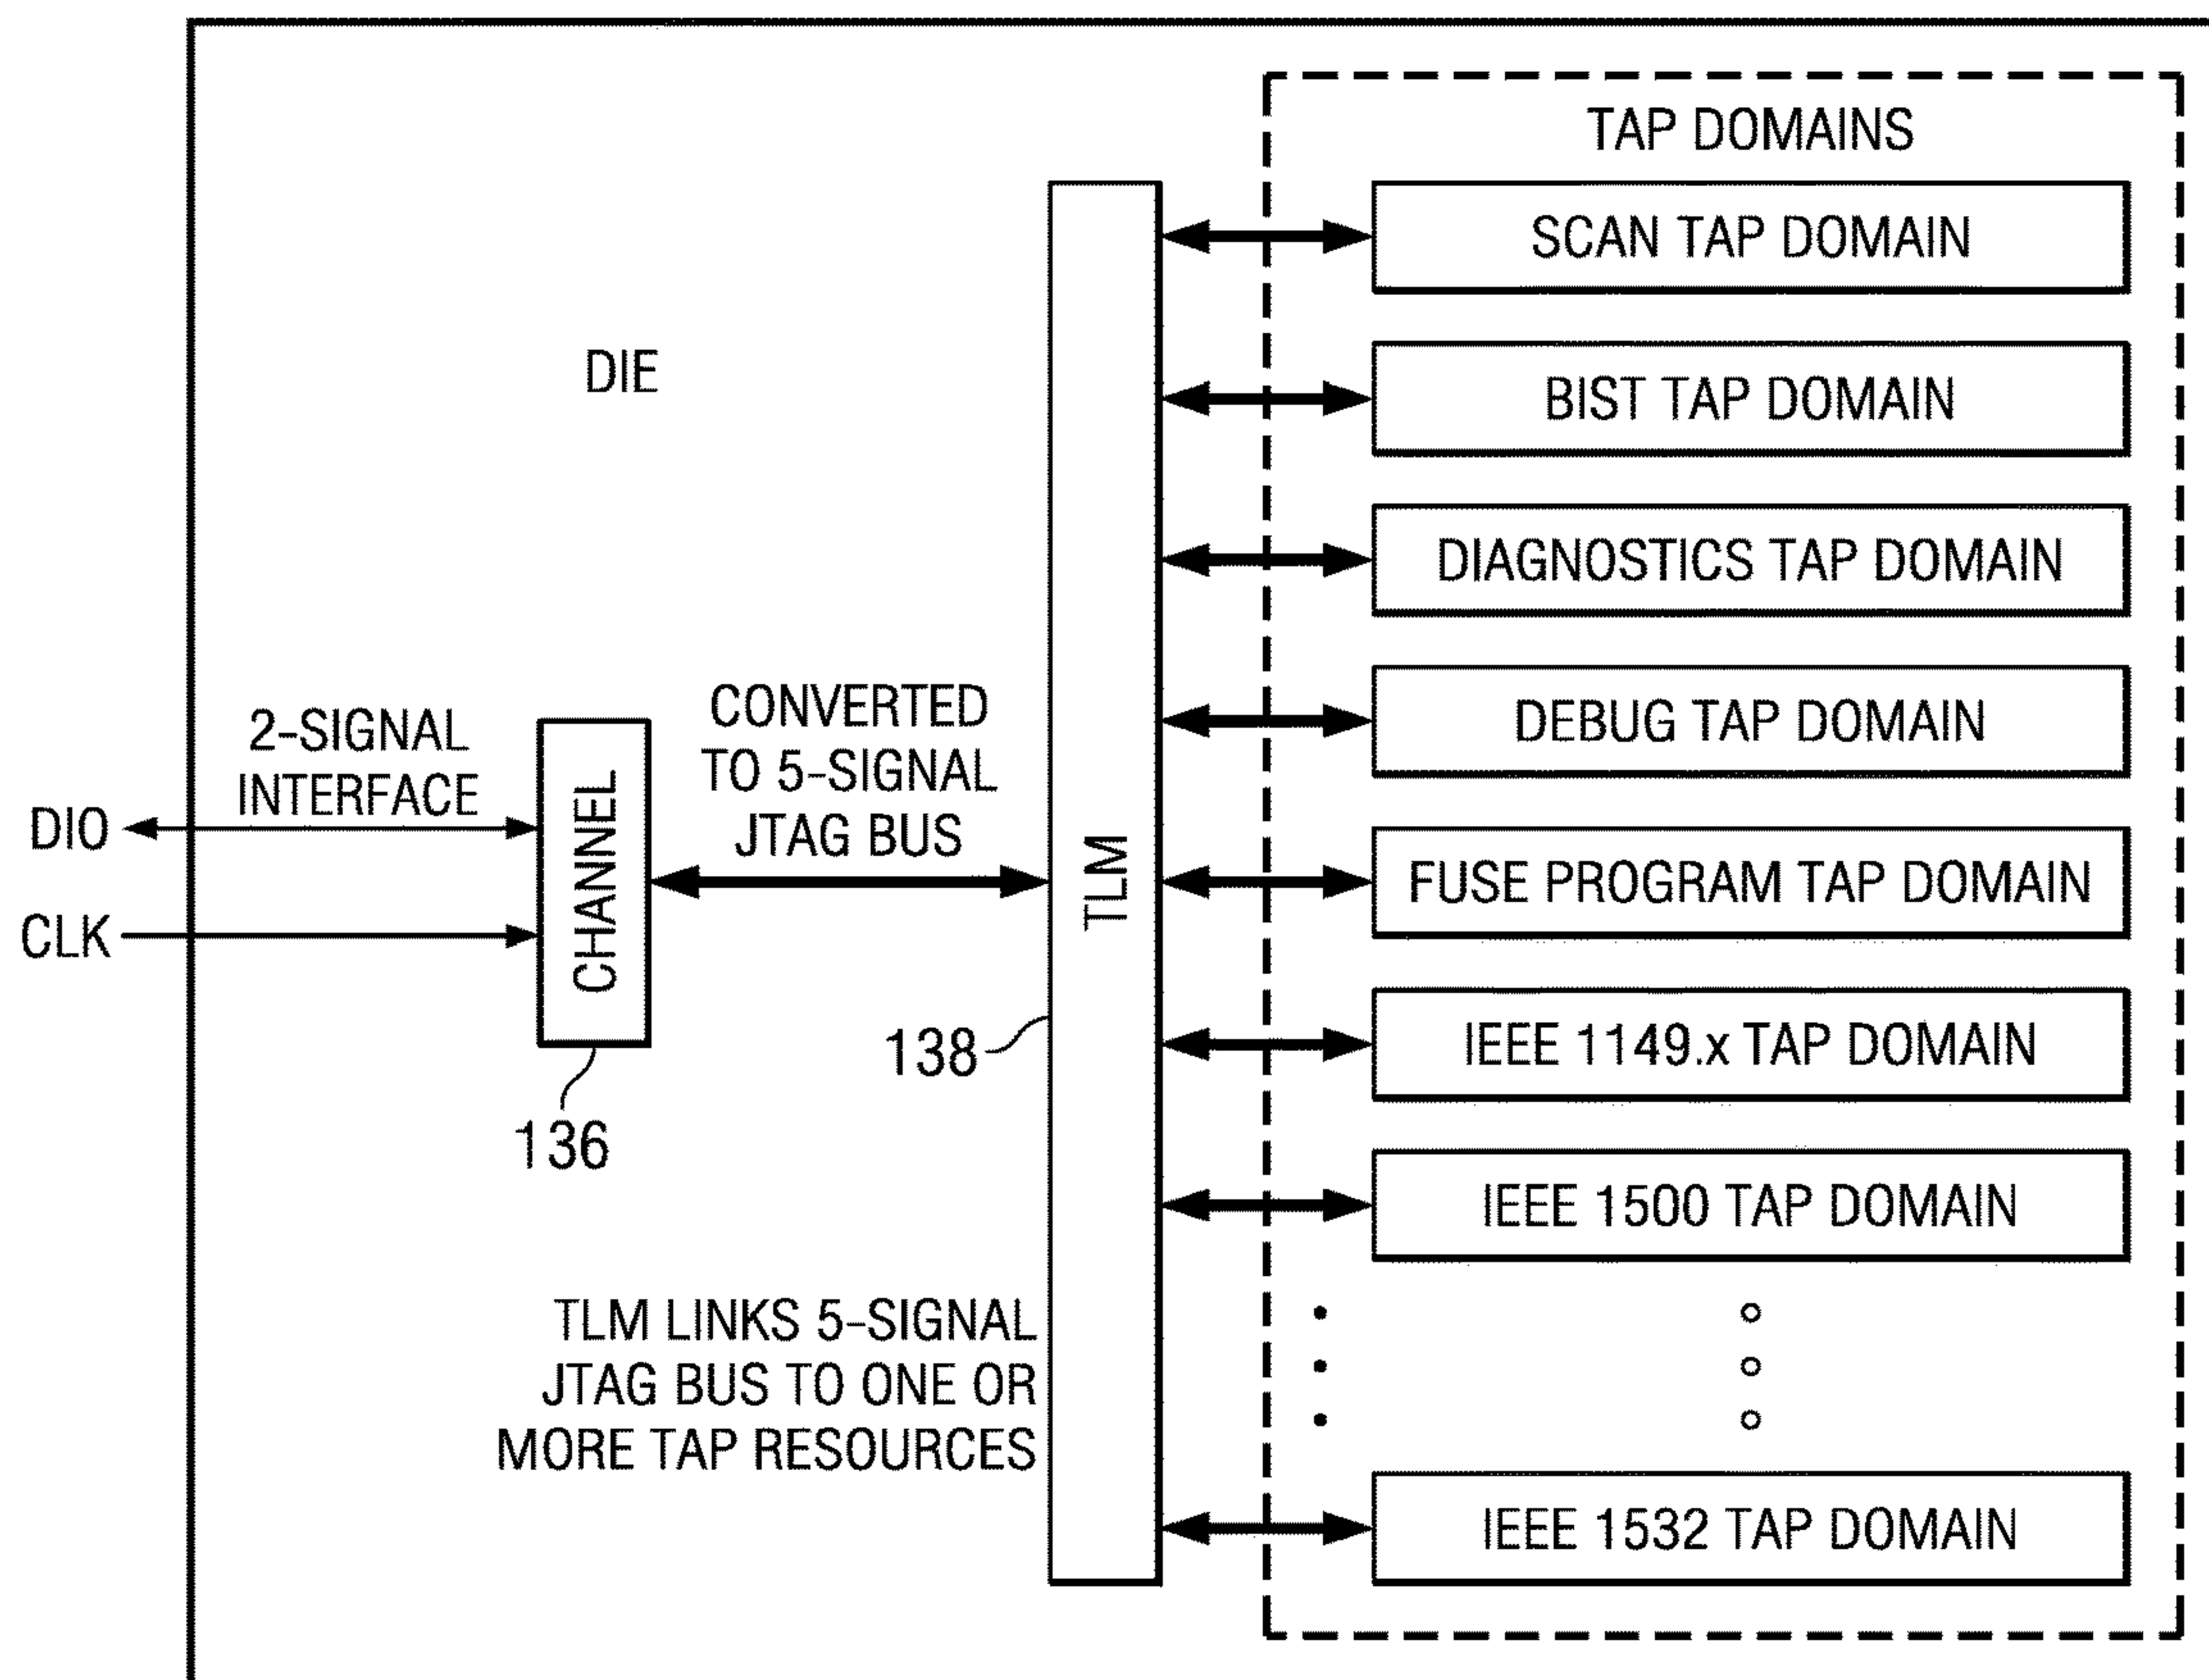 TAP DOMAINS
SCAN TAP DOMAIN
DIE
BIST TAP DOMAIN
DIAGNOSTICS TAP DOMAIN
2-SIGNAL
INTERFACE
DIO
CLK
CHANNEL
136
CONVERTED
TO 5-SIGNAL
JTAG BUS
TLM
138
DEBUG TAP DOMAIN
FUSE PROGRAM TAP DOMAIN
IEEE 1149.x TAP DOMAIN
IEEE 1500 TAP DOMAIN
TLM LINKS 5-SIGNAL
JTAG BUS TO ONE OR
MORE TAP RESOURCES
IEEE 1532 TAP DOMAIN